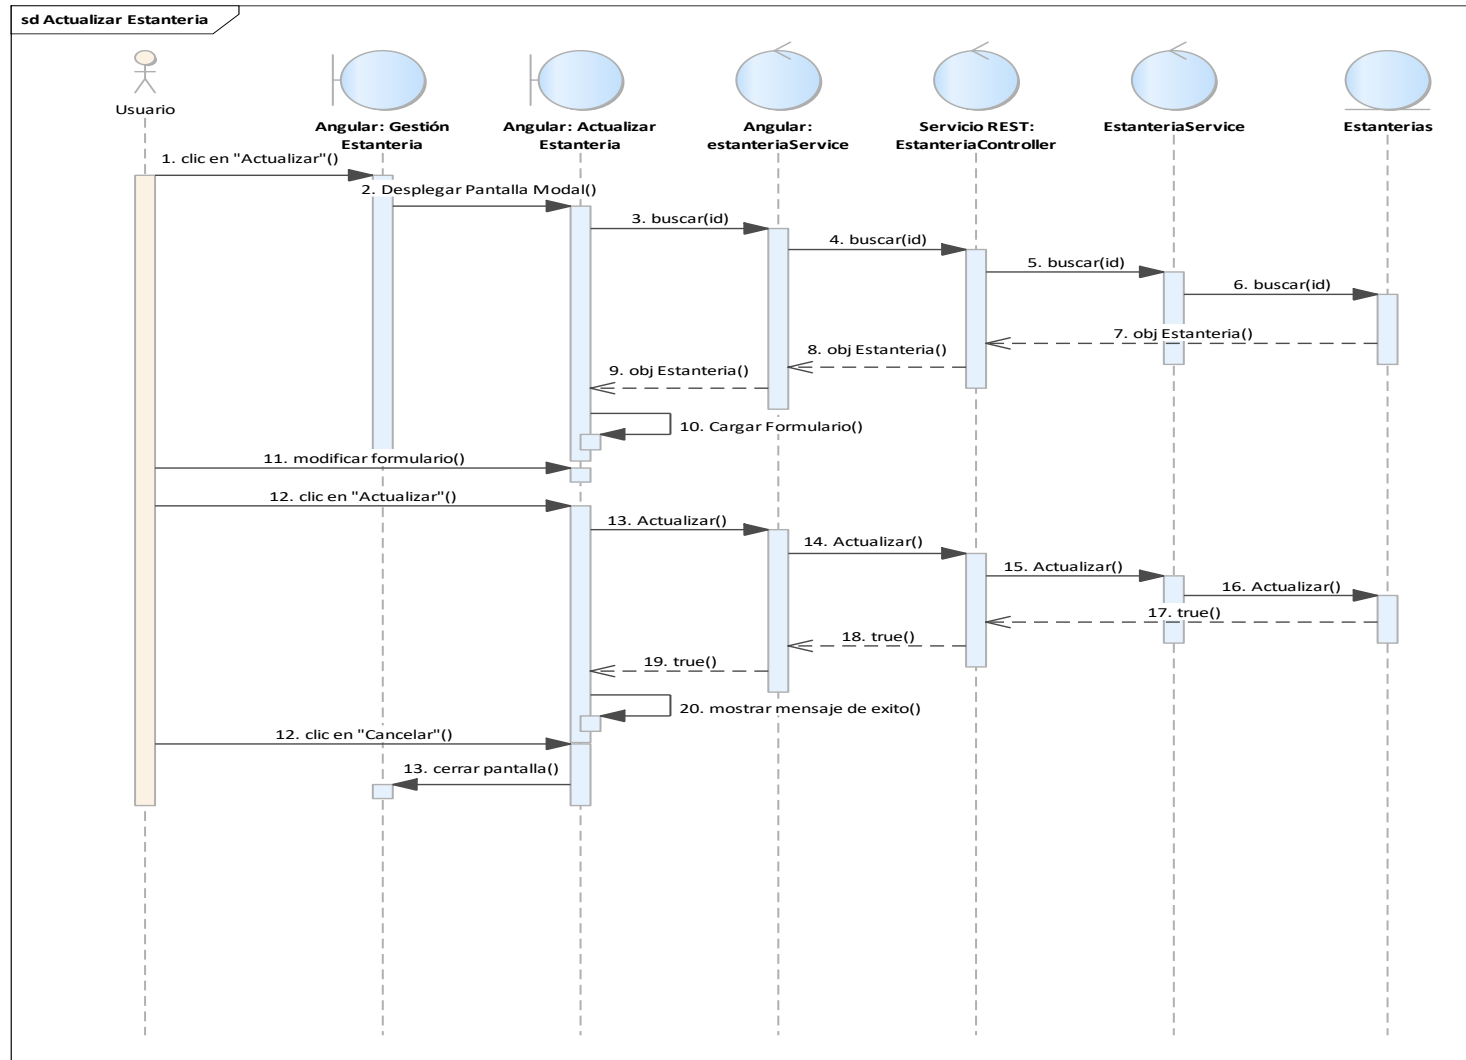 sd Actualizar Estanteria
Usuario
Angular: Gestión
Estanteria
Angular: Actualizar
Estanteria
Angular:
estanteriaService
Servicio REST:
EstanteriaController
EstanteriaService
Estanterias
1. clic en "Actualizar"()
2. Desplegar Pantalla Modal()
3. buscar(id)
4. buscar(id)
5. buscar(id)
6. buscar(id)
7. obj Estanteria()
8. obj Estanteria()
9. obj Estanteria()
10. Cargar Formulario()
11. modificar formulario()
12. clic en "Actualizar"()
13. Actualizar()
14. Actualizar()
15. Actualizar()
16. Actualizar()
17. true()
18. true()
19. true()
20. mostrar mensaje de exito()
12. clic en "Cancelar"()
13. cerrar pantalla()